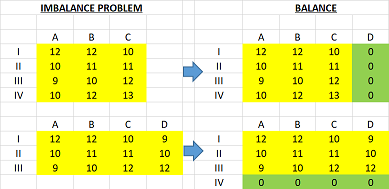 IMBALANCE PROBLEM BALANCE
A B C A B C D
I 12 12 10 I 12 12 10 0
II 10 11 11 II 10 11 11 0
III 9 10 12 III 9 10 12 0
IV 10 12 13 IV 10 12 13 0
A B C D A B C D
I 12 12 10 9 I 12 12 10 9
II 10 11 11 10 II 10 11 11 10
III 9 10 12 12 III 9 10 12 12
IV 0 0 0 0